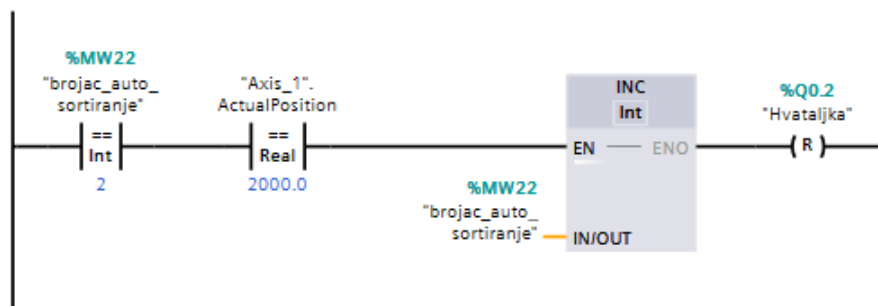 %MW22
"brojac_auto_
sortiranje"
==
Int
2
"Axis_1".
ActualPosition
==
Real
2000.0
INC
Int
EN
ENO
%MW22
"brojac_auto_
sortiranje"
IN/OUT
%Q0.2
"Hvataljka"
R